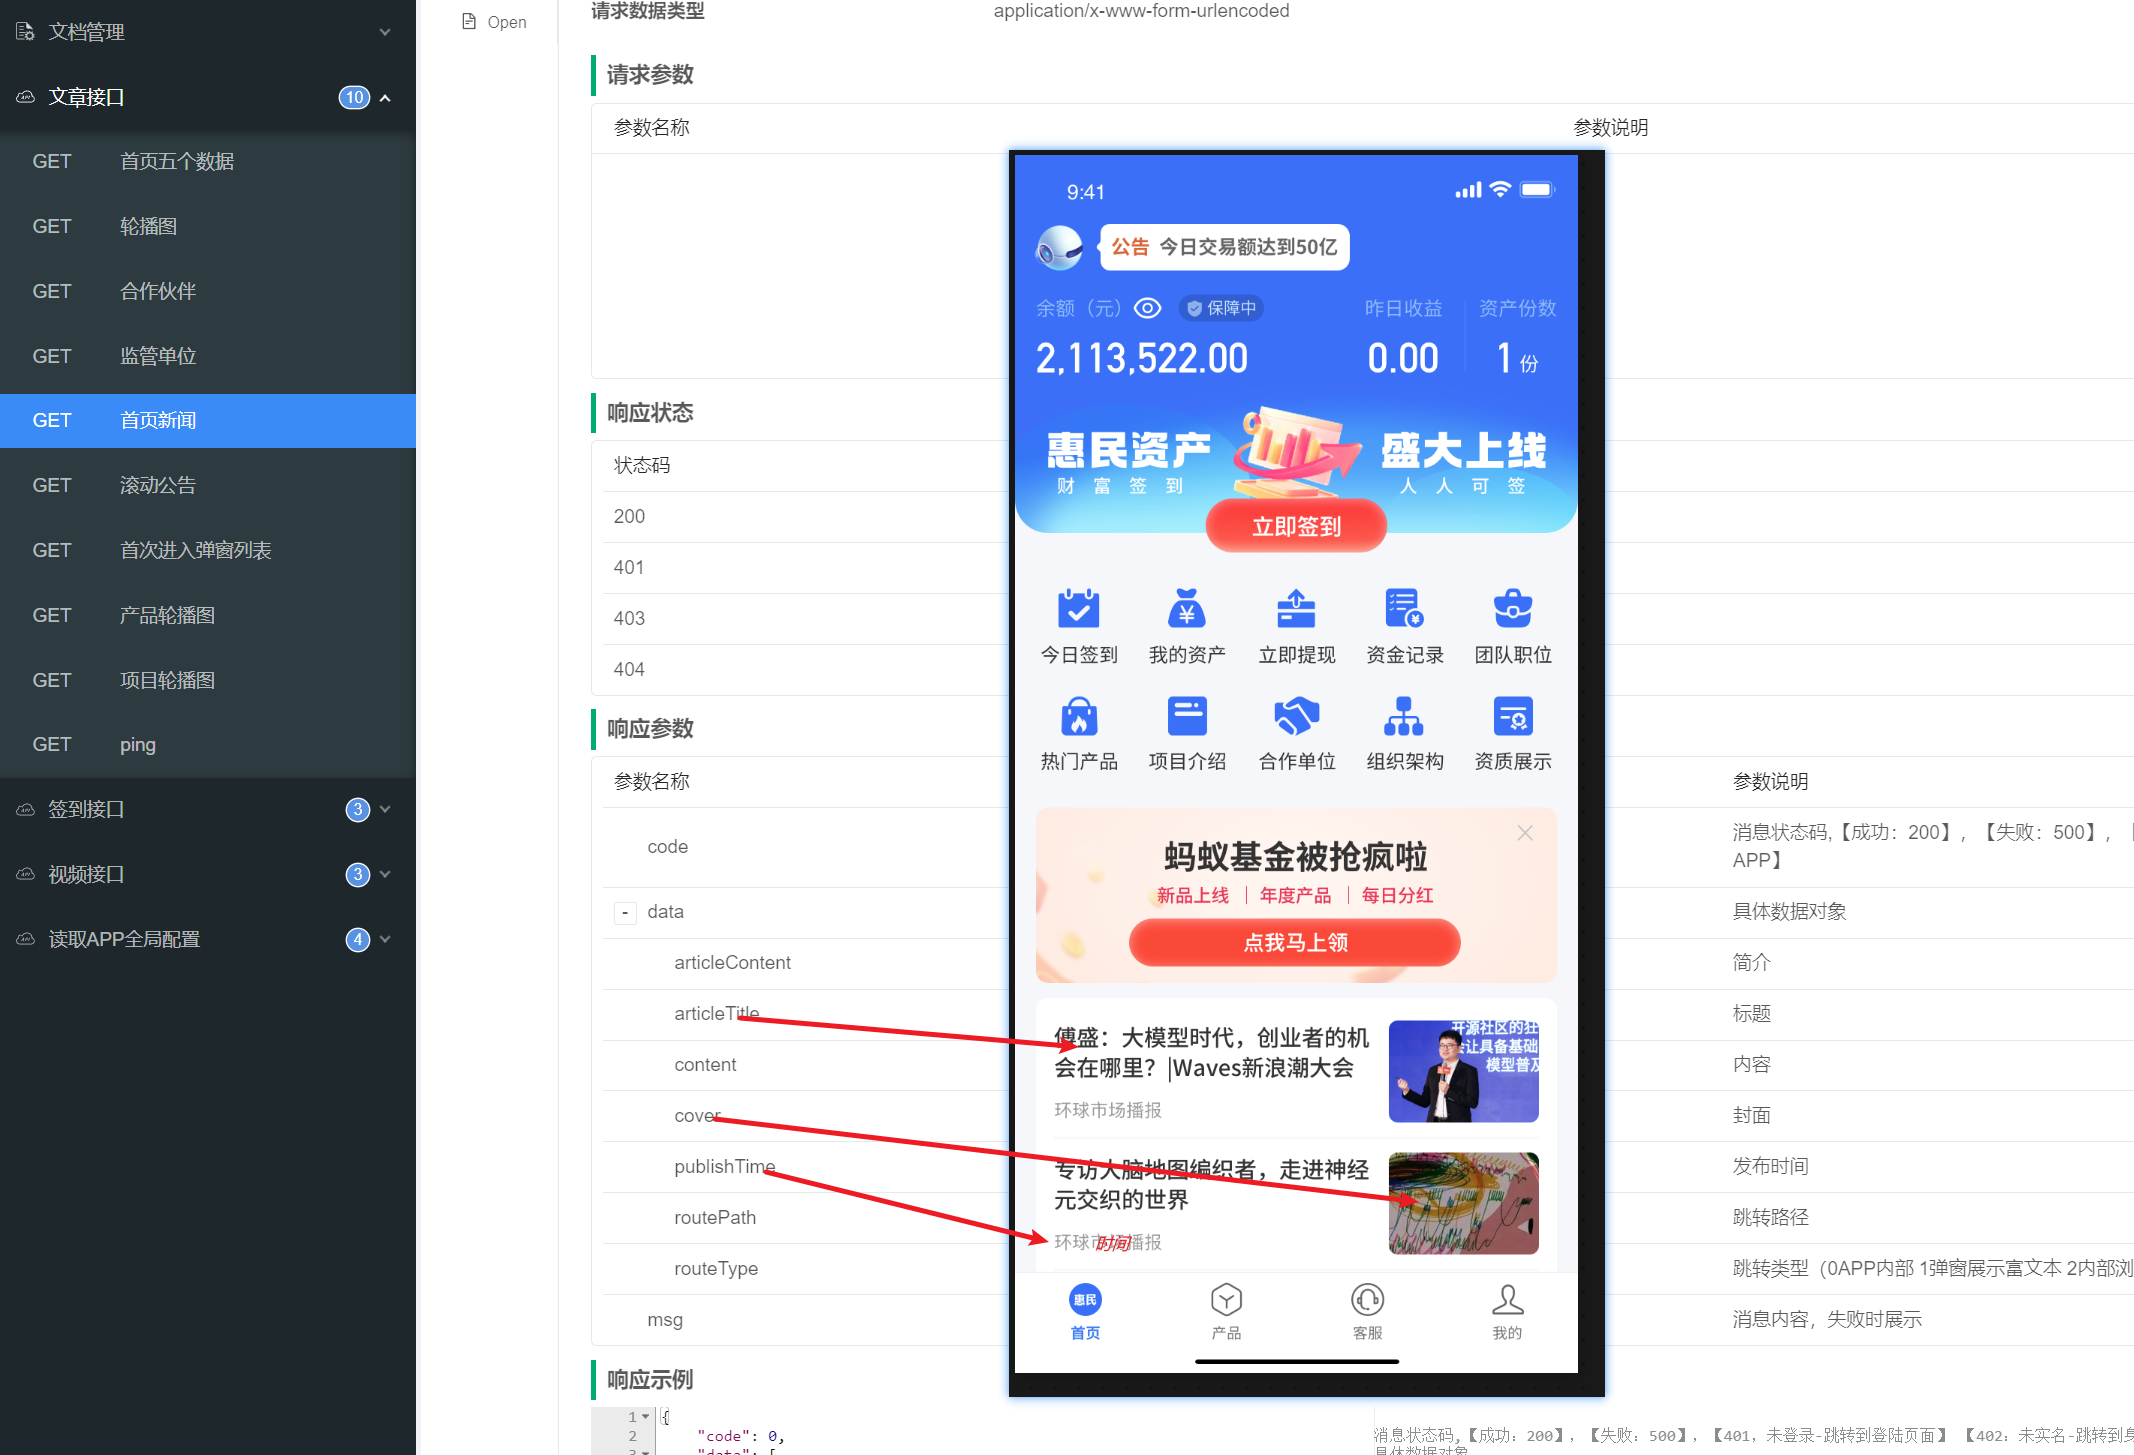 文档管理
文章接口 10
GET 首页五个数据
GET 轮播图
GET 合作伙伴
GET 监管单位
GET 首页新闻
GET 滚动公告
GET 首次进入弹窗列表
GET 产品轮播图
GET 项目轮播图
GET ping
签到接口 3
视频接口 3
读取APP全局配置 4
Open
请求数据类型 application/x-www-form-urlencoded
请求参数
参数名称 参数说明
响应状态
状态码
200
401
403
404
响应参数
参数名称 参数说明
code 消息状态码,【成功：200】，【失败：500】，【
APP】
- data 具体数据对象
articleContent 简介
articleTitle 标题
content 内容
cover 封面
publishTime 发布时间
routePath 跳转路径
routeType 跳转类型（0APP内部 1弹窗展示富文本 2内部浏
msg 消息内容，失败时展示
响应示例
1 {
2 "code": 0,
3 "data": [
消息状态码,【成功：200】，【失败：500】，【401，未登录-跳转到登陆页面】 【402：未实名-跳转到身
具体数据对象
9:41
公告 今日交易额达到50亿
余额（元） 保障中 昨日收益 资产份数
2,113,522.00 0.00 1 份
惠民资产 盛大上线
财富签到 人人可签
立即签到
今日签到 我的资产 立即提现 资金记录 团队职位
热门产品 项目介绍 合作单位 组织架构 资质展示
蚂蚁基金被抢疯啦
新品上线 | 年度产品 | 每日分红
点我马上领
傅盛：大模型时代，创业者的机
会在哪里？|Waves新浪潮大会
环球市场播报
开源社区的狂
会让具备基础
模型普及
专访大脑地图编织者，走进神经
元交织的世界
环球市场播报
时间
惠民
首页 产品 客服 我的